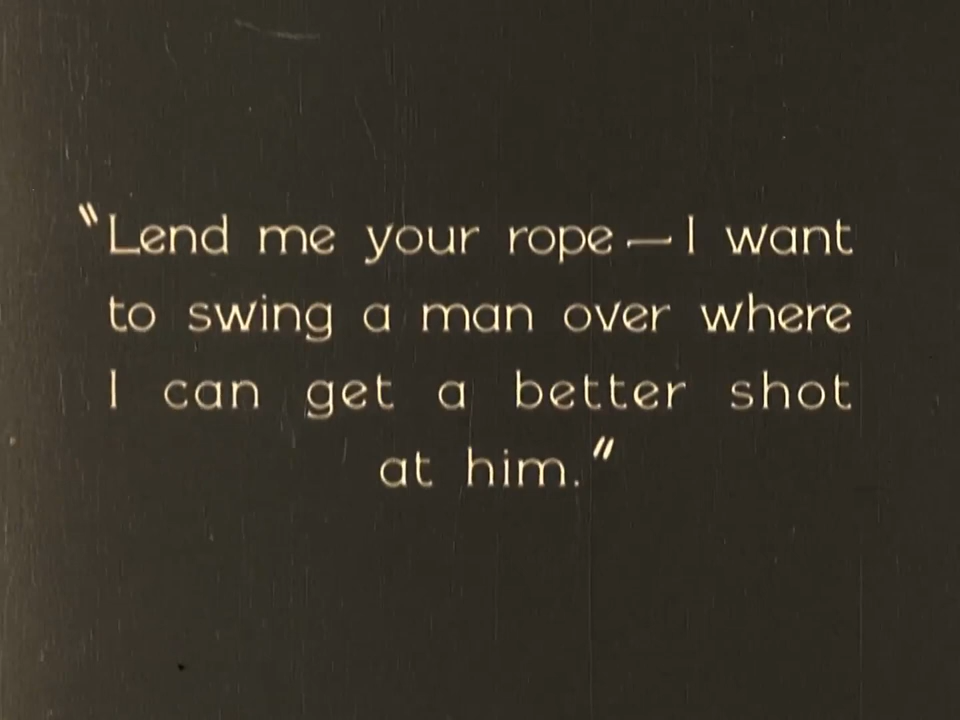 "Lend me your rope — I want
to swing a man over where
I can get a better shot
at him."